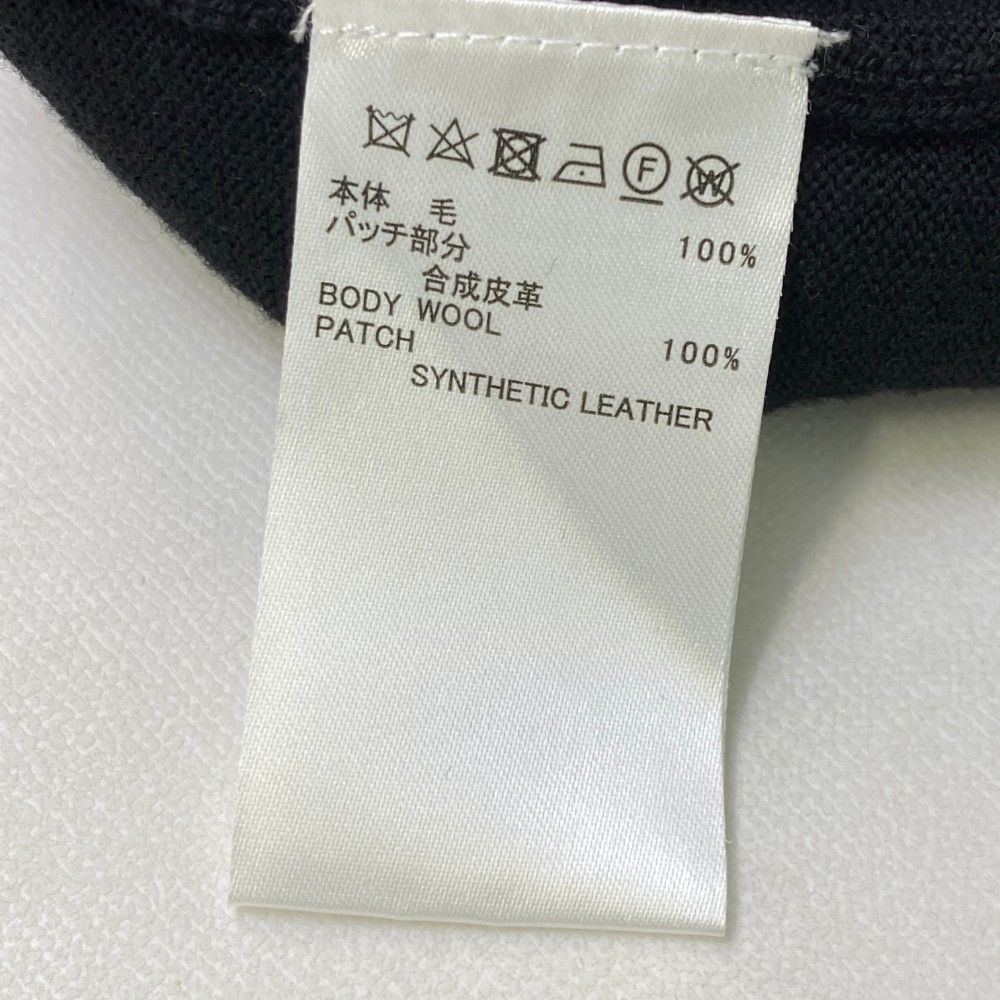 F W
本体 毛 100%
パッチ部分
合成皮革
BODY WOOL 100%
PATCH
SYNTHETIC LEATHER